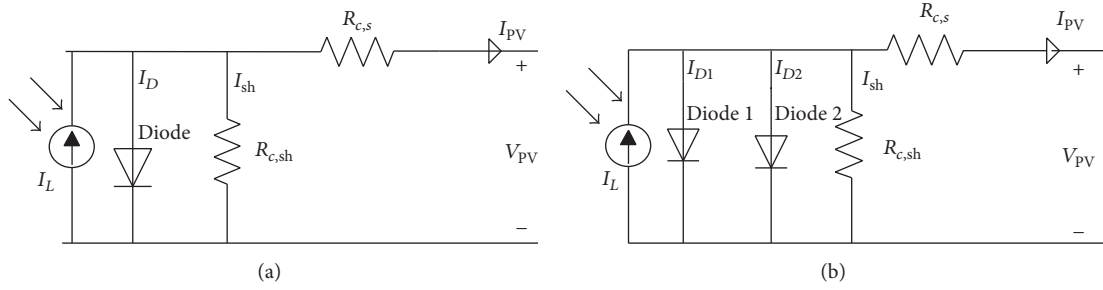 R_{c,s}
I_{PV}
+
I_D
I_{sh}
Diode
R_{c,sh}
V_{PV}
I_L
−
(a)
R_{c,s}
I_{PV}
+
I_{D1}
I_{D2}
I_{sh}
Diode 1
Diode 2
R_{c,sh}
V_{PV}
I_L
−
(b)